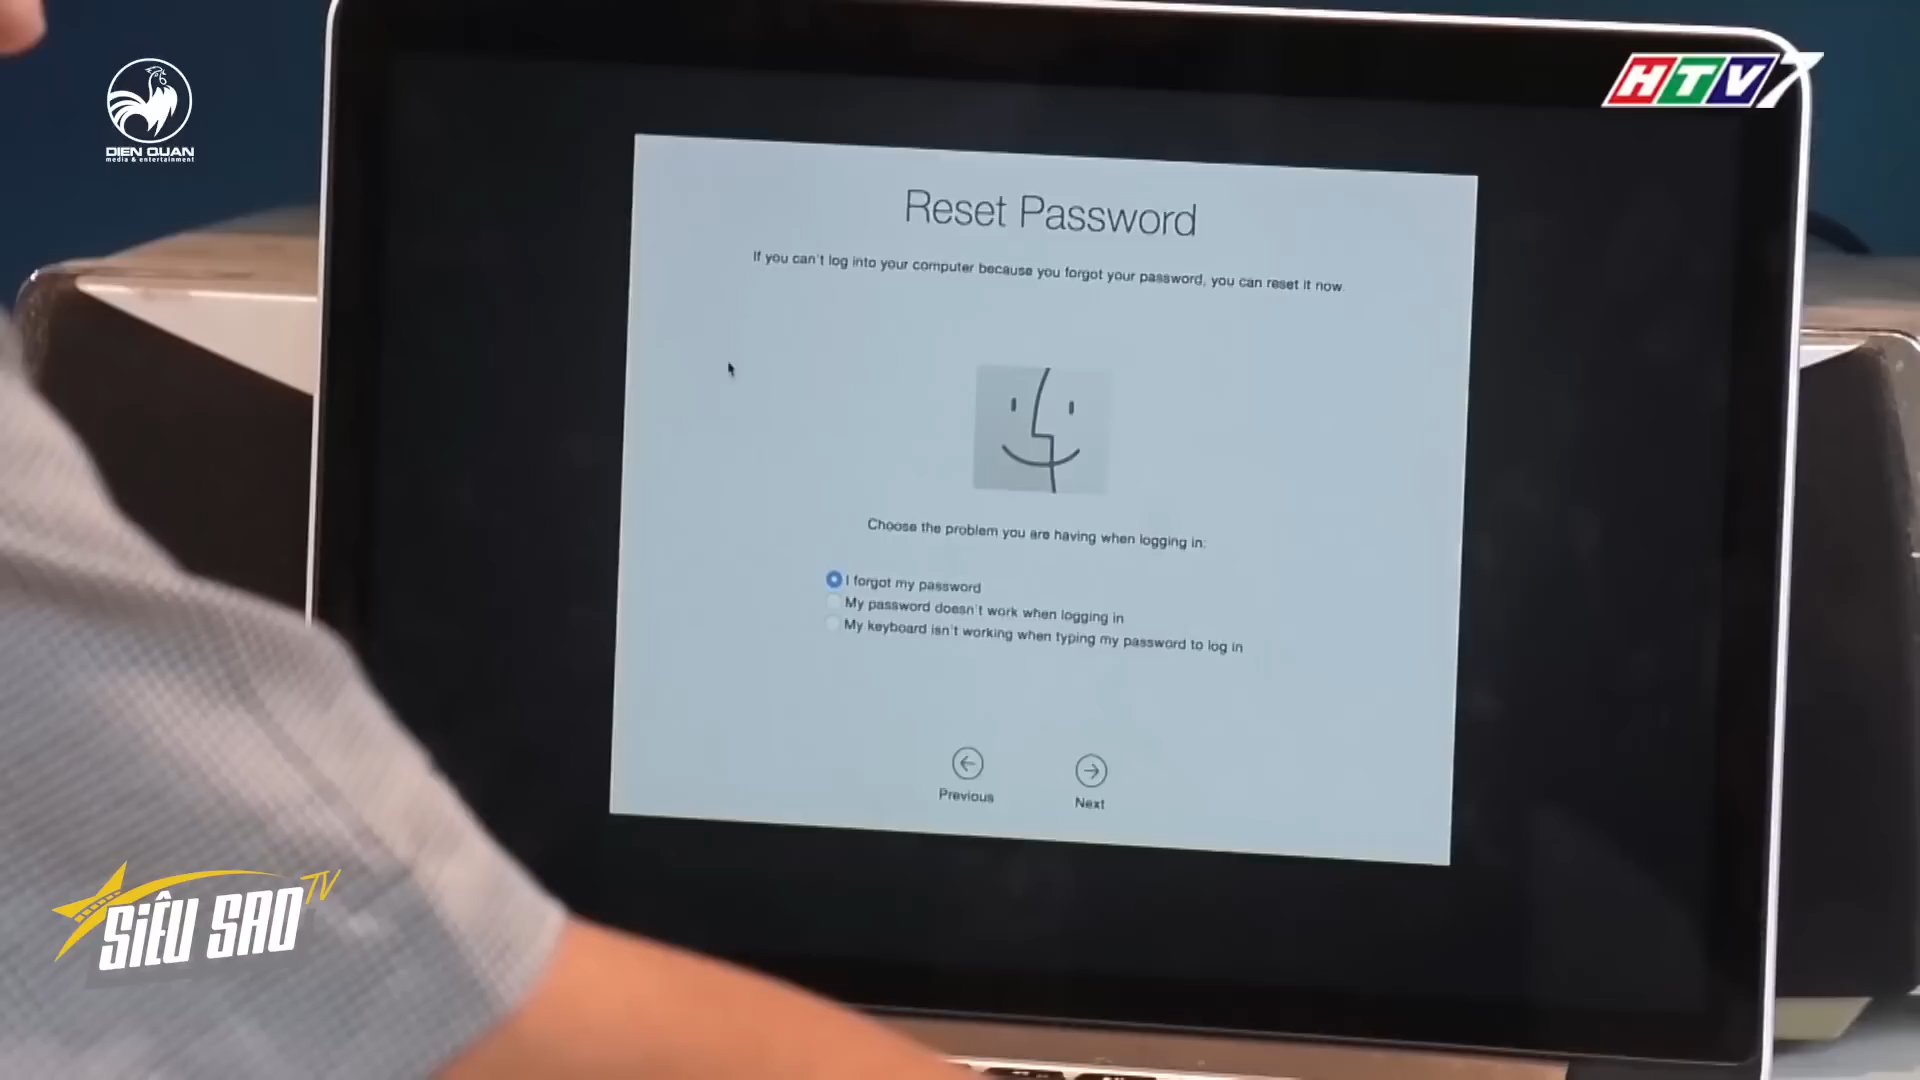 DIEN QUAN
media & entertainment
HTV7
Reset Password
If you can't log into your computer because you forgot your password, you can reset it now.
Choose the problem you are having when logging in:
I forgot my password
My password doesn't work when logging in
My keyboard isn't working when typing my password to log in
Previous
Next
SIÊU SAO TV